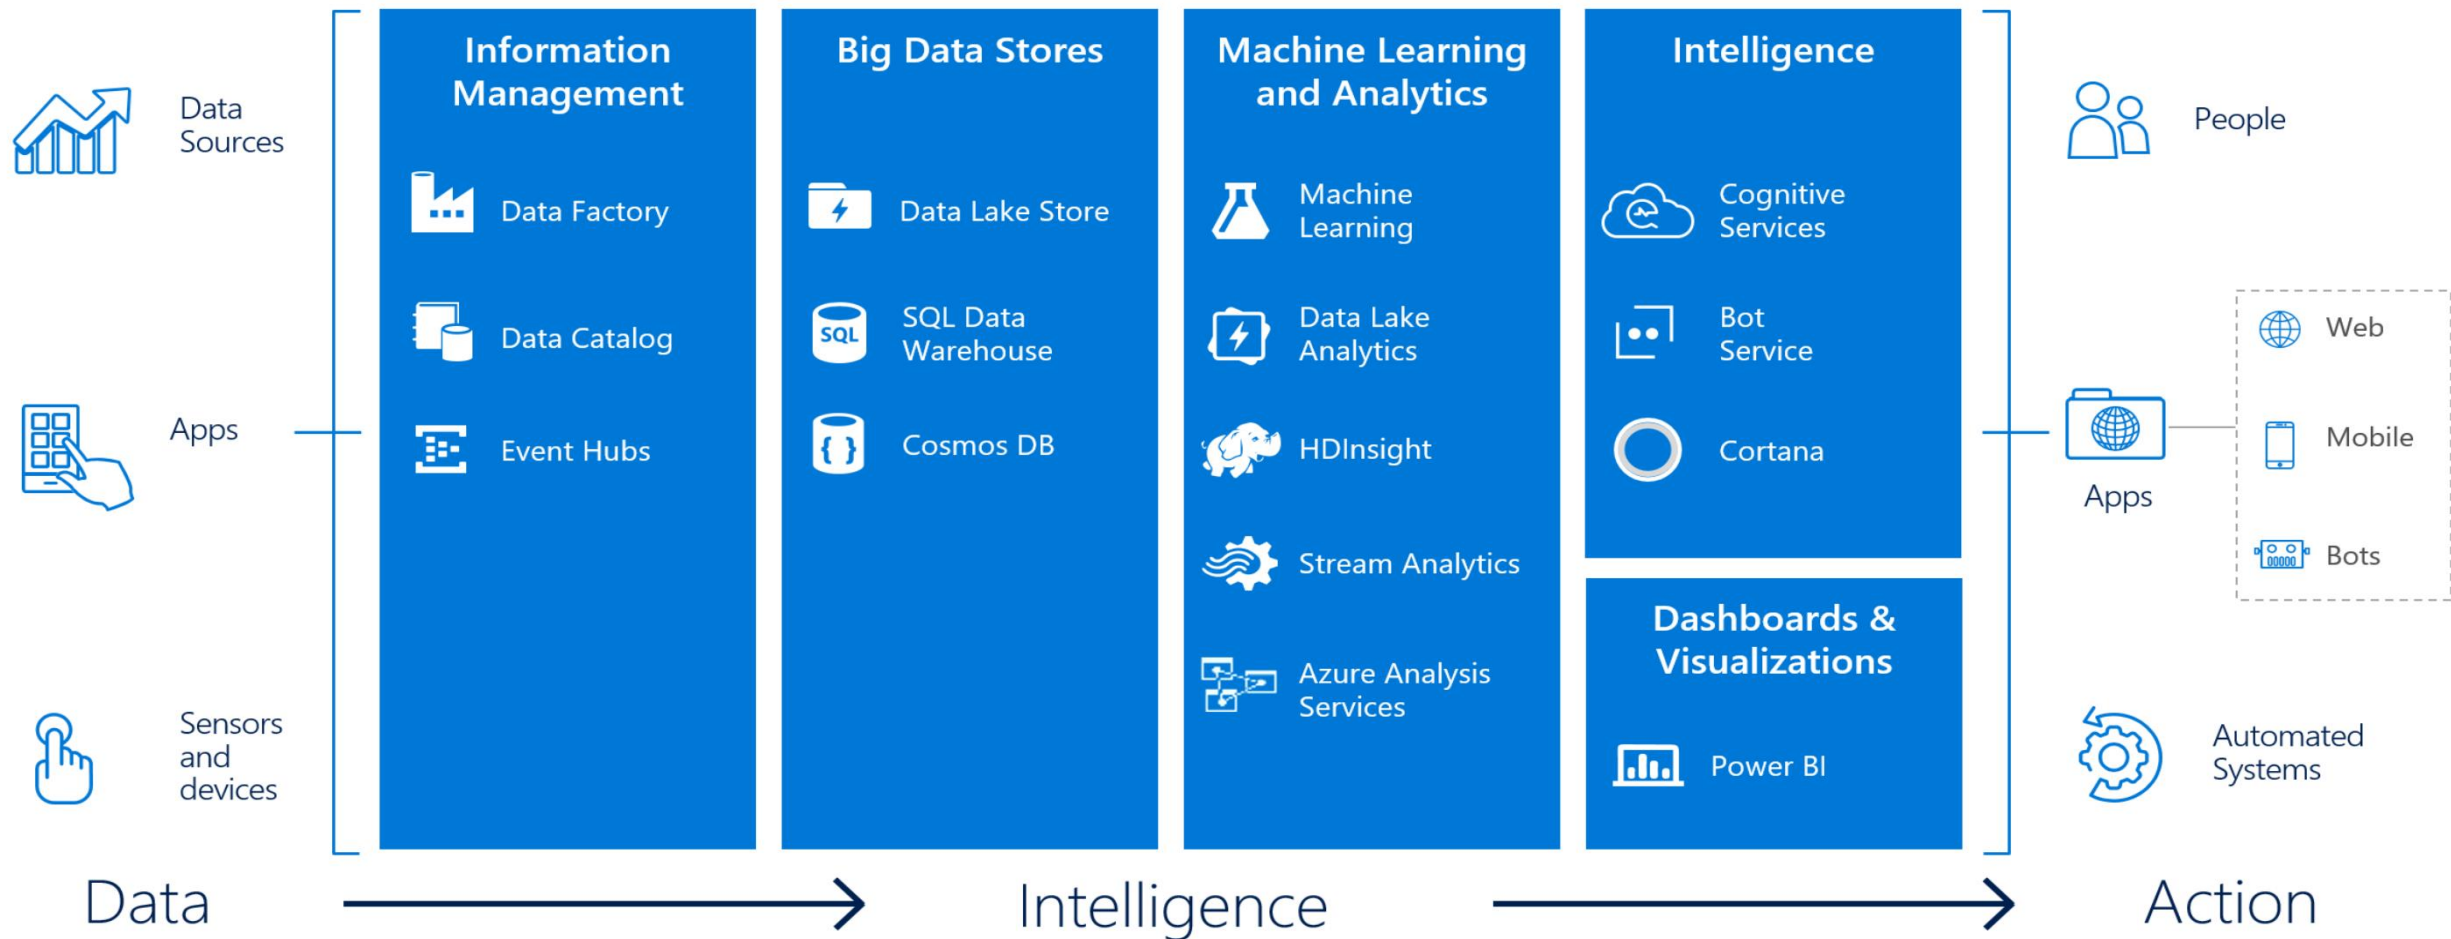 Data
Sources
Apps
Sensors
and
devices
Information
Management
Data Factory
Data Catalog
Event Hubs
Big Data Stores
Data Lake Store
SQL
SQL Data
Warehouse
{ }
Cosmos DB
Machine Learning
and Analytics
Machine
Learning
Data Lake
Analytics
HDInsight
Stream Analytics
Azure Analysis
Services
Intelligence
Cognitive
Services
Bot
Service
Cortana
Dashboards &
Visualizations
Power BI
People
Apps
Web
Mobile
Bots
Automated
Systems
Data
Intelligence
Action